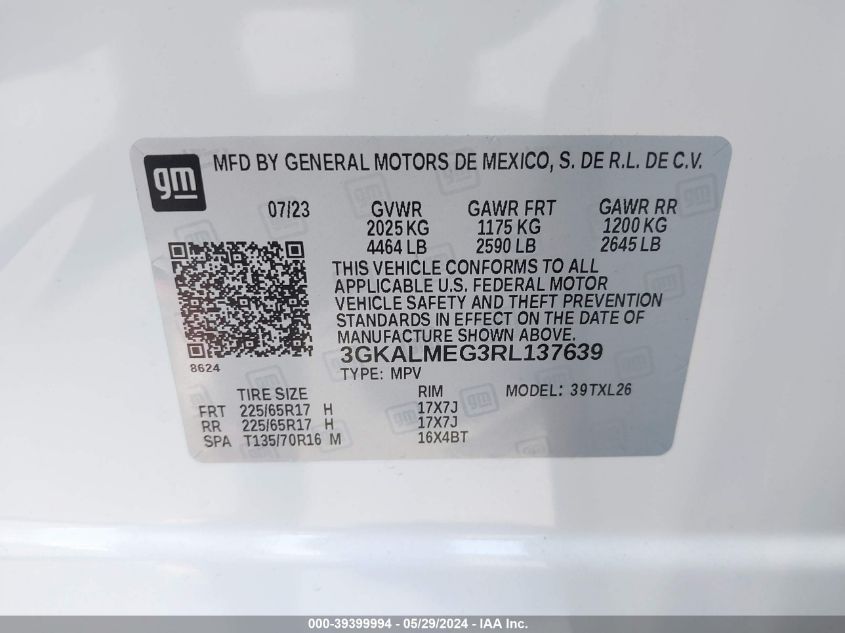 gm MFD BY GENERAL MOTORS DE MEXICO, S. DE R.L. DE C.V.
07/23 GVWR GAWR FRT GAWR RR
2025 KG 1175 KG 1200 KG
4464 LB 2590 LB 2645 LB
THIS VEHICLE CONFORMS TO ALL
APPLICABLE U.S. FEDERAL MOTOR
VEHICLE SAFETY AND THEFT PREVENTION
STANDARDS IN EFFECT ON THE DATE OF
MANUFACTURE SHOWN ABOVE.
3GKALMEG3RL137639
8624 TYPE: MPV
TIRE SIZE RIM MODEL: 39TXL26
FRT 225/65R17 H 17X7J
RR 225/65R17 H 17X7J
SPA T135/70R16 M 16X4BT
000-39399994 - 05/29/2024 - IAA Inc.